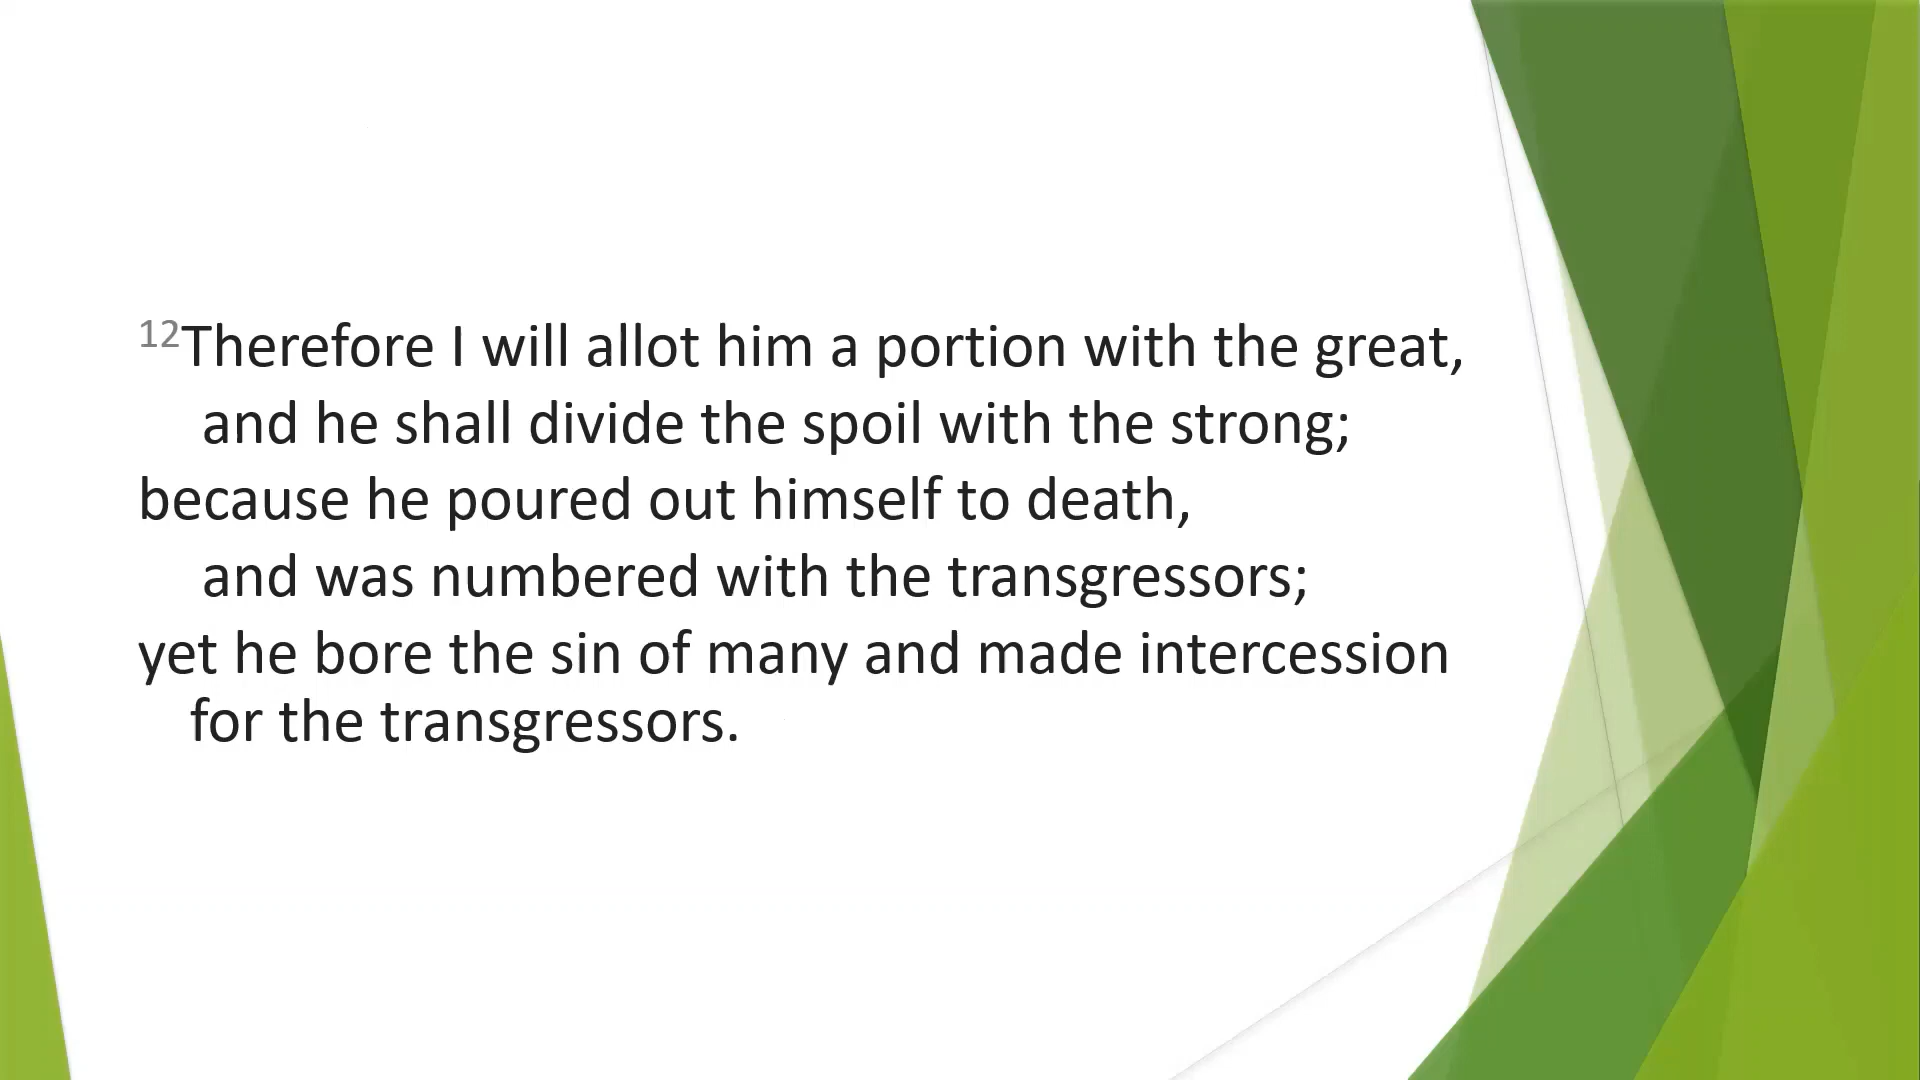 12Therefore I will allot him a portion with the great,
and he shall divide the spoil with the strong;
because he poured out himself to death,
and was numbered with the transgressors;
yet he bore the sin of many and made intercession
for the transgressors.